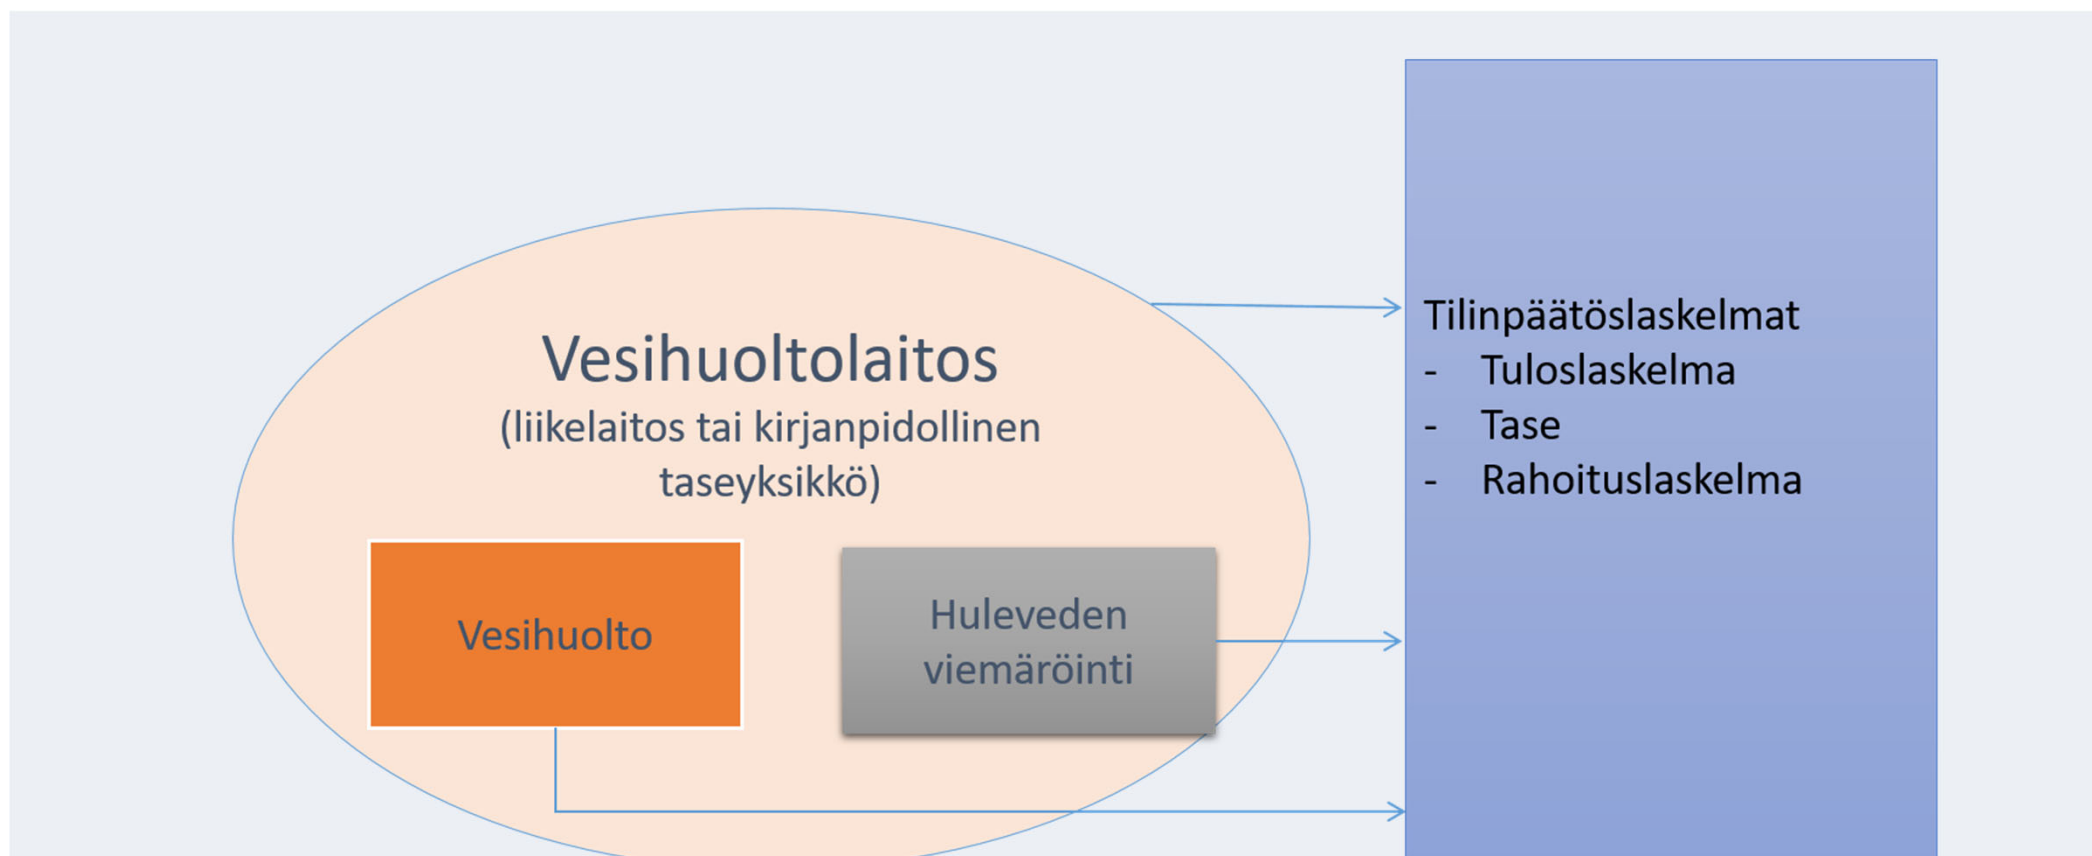 Vesihuoltolaitos
(liikelaitos tai kirjanpidollinen
taseyksikkö)
Vesihuolto
Huleveden
viemäröinti
Tilinpäätöslaskelmat
- Tuloslaskelma
- Tase
- Rahoituslaskelma